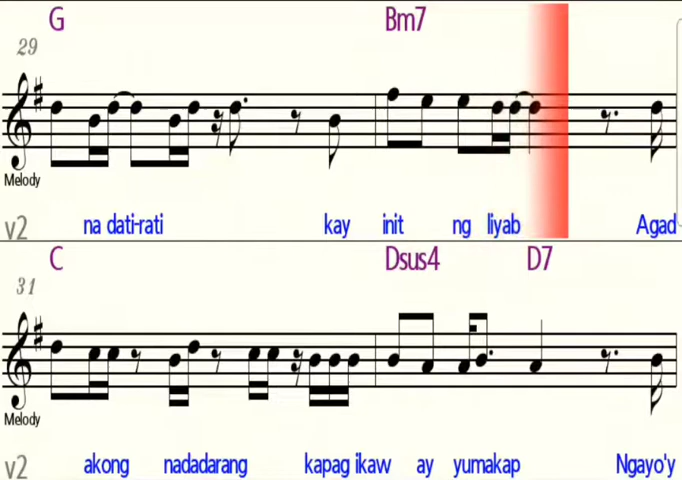 G Bm7
29
Melody
v2 na dati-rati kay init ng liyab Agad
C Dsus4 D7
31
Melody
v2 akong nadadarang kapag ikaw ay yumakap Ngayo'y